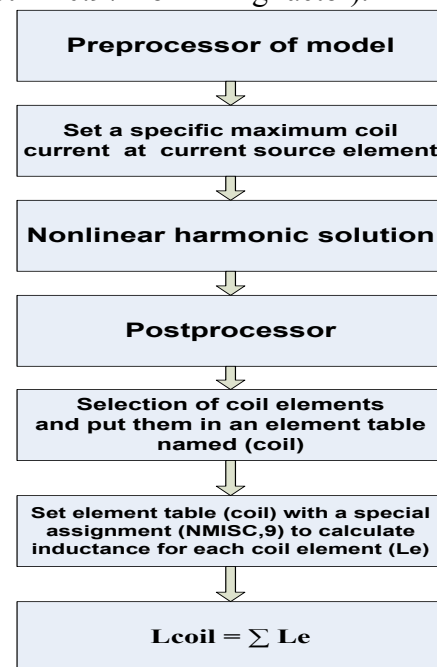 Preprocessor of model
Set a specific maximum coil
current at current source element
Nonlinear harmonic solution
Postprocessor
Selection of coil elements
and put them in an element table
named (coil)
Set element table (coil) with a special
assignment (NMISC,9) to calculate
inductance for each coil element (Le)
Lcoil = ∑ Le